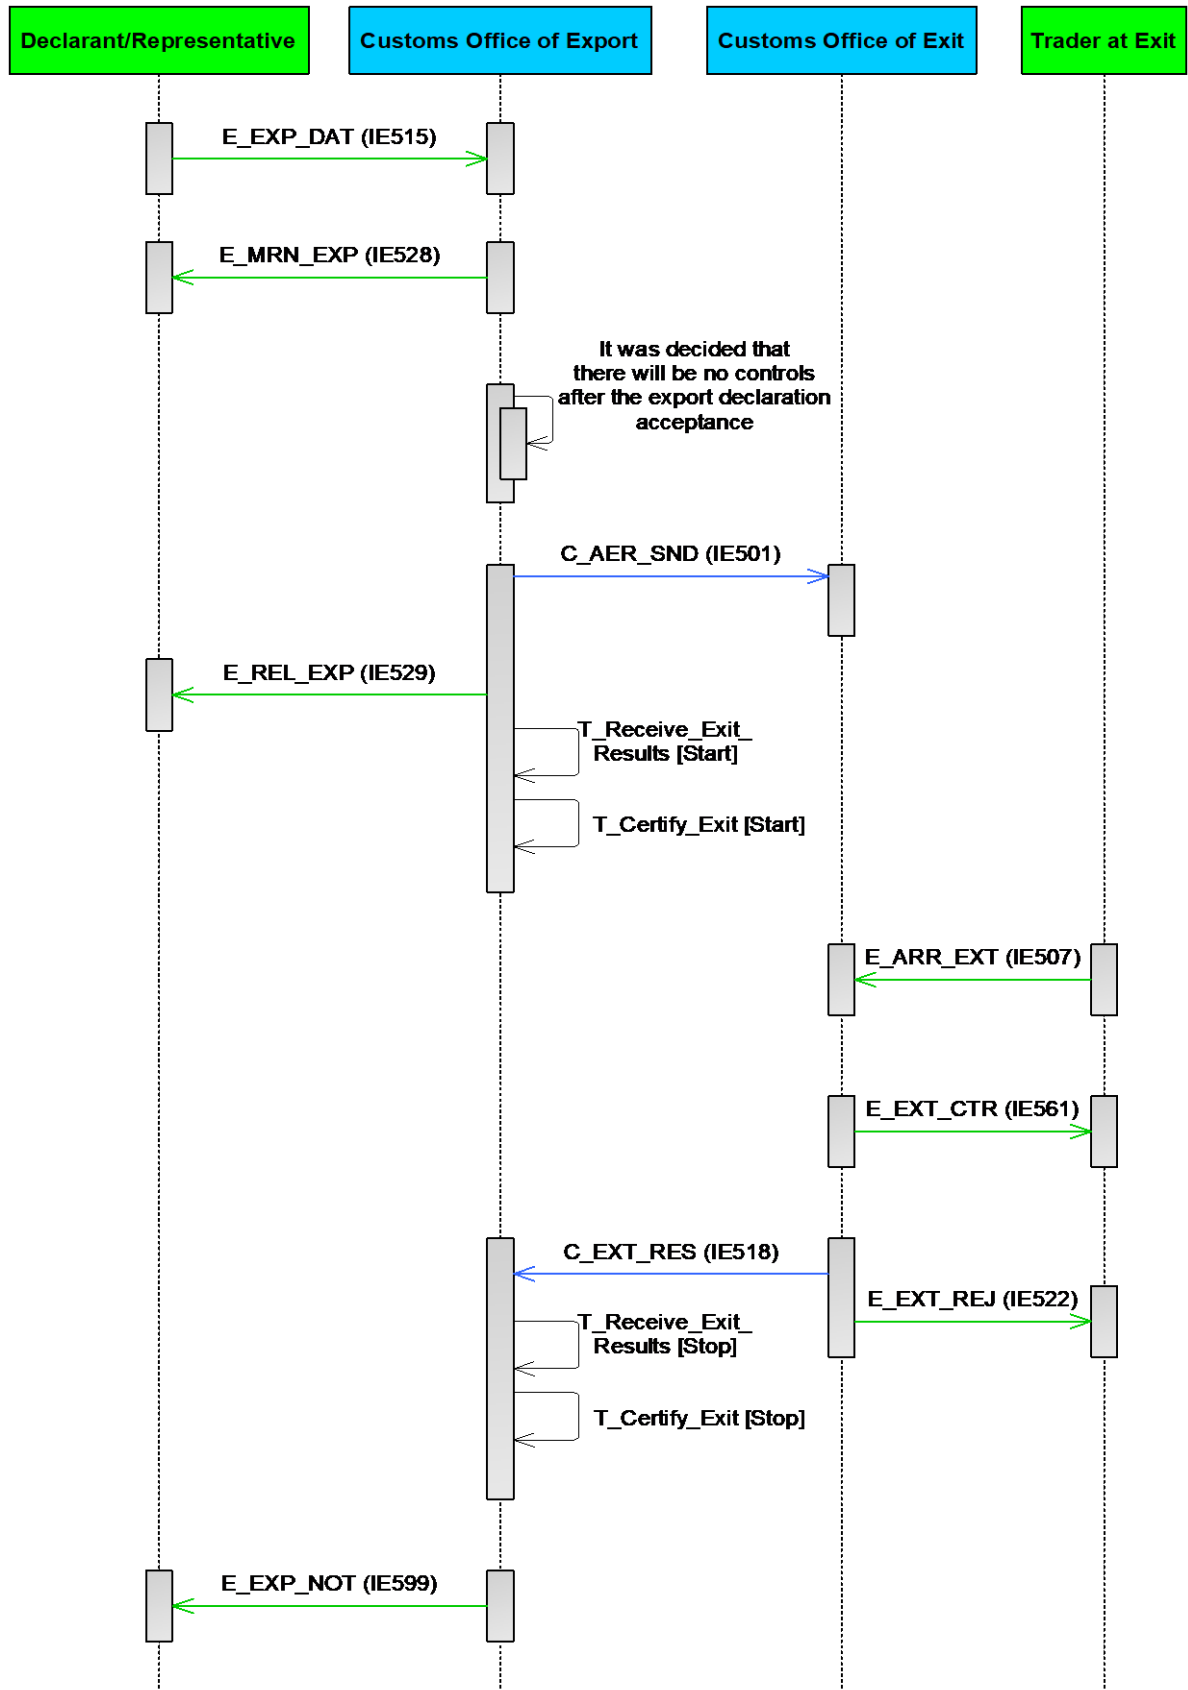 Declarant/Representative
Customs Office of Export
Customs Office of Exit
Trader at Exit
E_EXP_DAT (IE515)
E_MRN_EXP (IE528)
It was decided that
there will be no controls
after the export declaration
acceptance
C_AER_SND (IE501)
E_REL_EXP (IE529)
T_Receive_Exit_
Results [Start]
T_Certify_Exit [Start]
E_ARR_EXT (IE507)
E_EXT_CTR (IE561)
C_EXT_RES (IE518)
E_EXT_REJ (IE522)
T_Receive_Exit_
Results [Stop]
T_Certify_Exit [Stop]
E_EXP_NOT (IE599)